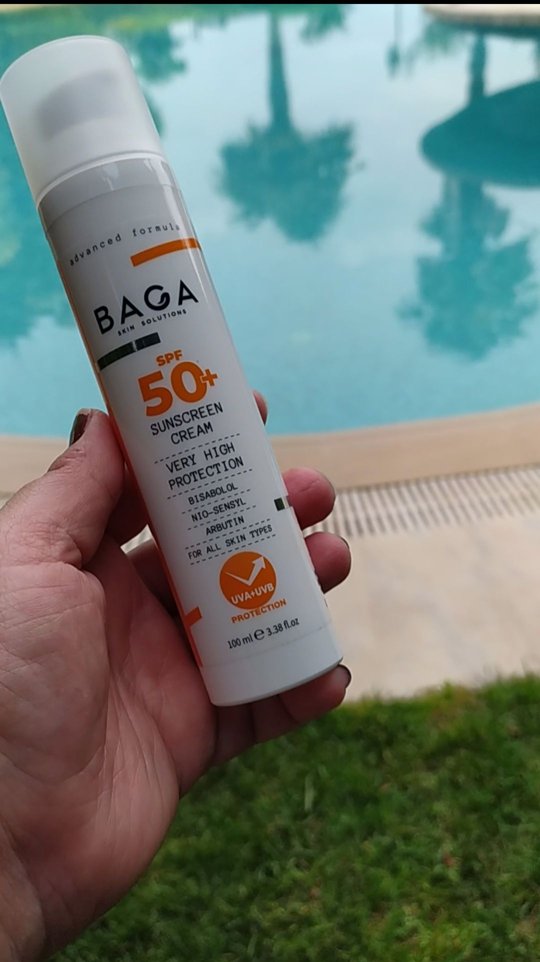 advanced formula
BAGA
SKIN SOLUTIONS
SPF
50+
SUNSCREEN
CREAM
VERY HIGH
PROTECTION
BISABOLOL
NIO-SENSYL
ARBUTIN
FOR ALL SKIN TYPES
UVA+UVB
PROTECTION
100 ml ℮ 3.38 fl.oz